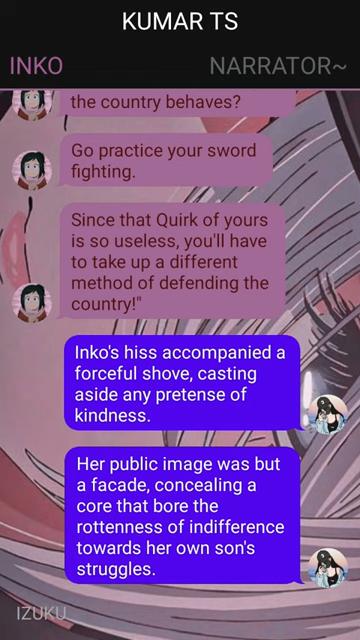 KUMAR TS
INKO NARRATOR~
the country behaves?
Go practice your sword
fighting.
Since that Quirk of yours
is so useless, you'll have
to take up a different
method of defending the
country!"
Inko's hiss accompanied a
forceful shove, casting
aside any pretense of
kindness.
Her public image was but
a facade, concealing a
core that bore the
rottenness of indifference
towards her own son's
struggles.
IZUKU